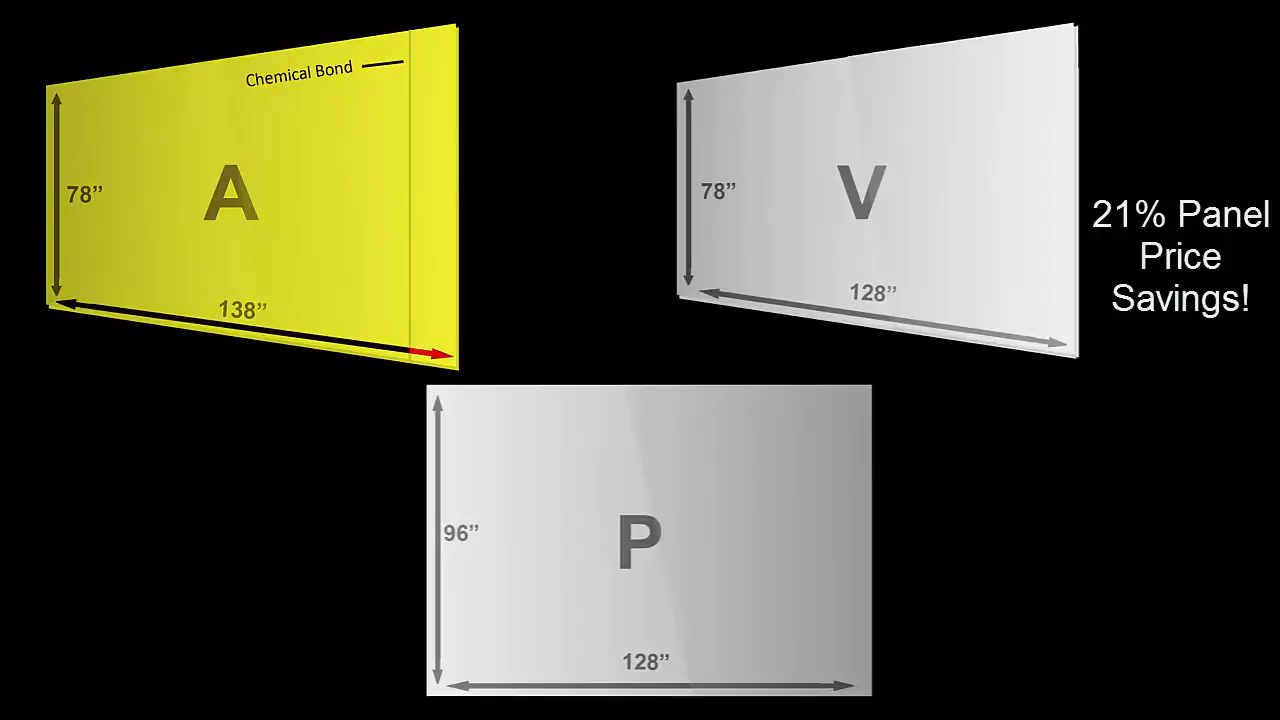 Chemical Bond
A
78”
138”
V
78”
128”
21% Panel
Price
Savings!
P
96”
128”